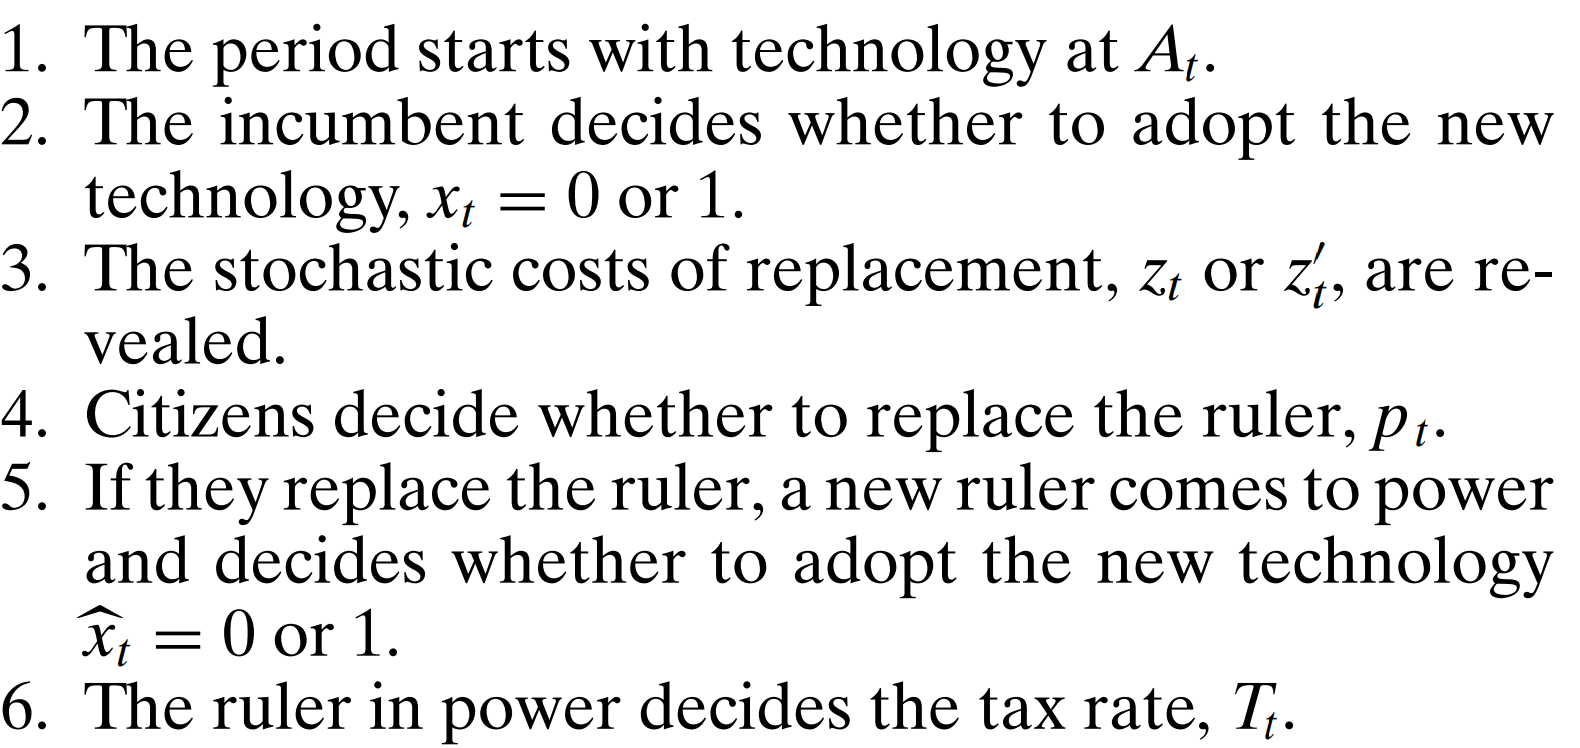 1. The period starts with technology at $A_t$.
2. The incumbent decides whether to adopt the new
technology, $x_t = 0$ or 1.
3. The stochastic costs of replacement, $z_t$ or $z'_t$, are re-
vealed.
4. Citizens decide whether to replace the ruler, $p_t$.
5. If they replace the ruler, a new ruler comes to power
and decides whether to adopt the new technology
$\widehat{x}_t = 0$ or 1.
6. The ruler in power decides the tax rate, $T_t$.